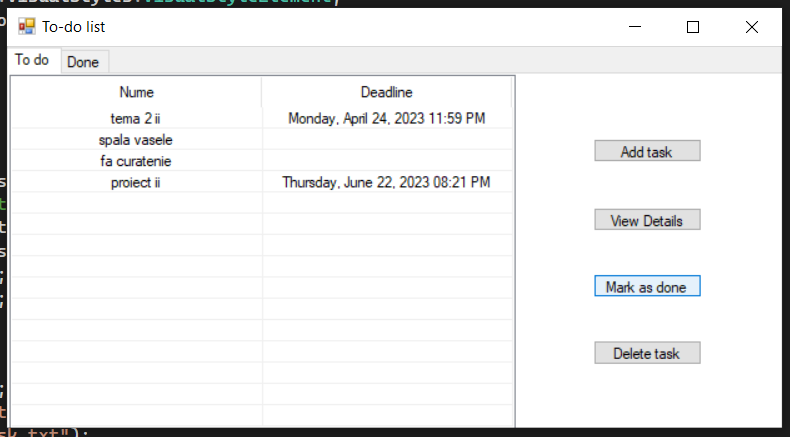 To-do list
To do Done
Nume Deadline
tema 2 ii Monday, April 24, 2023 11:59 PM
spala vasele
fa curatenie
proiect ii Thursday, June 22, 2023 08:21 PM
Add task
View Details
Mark as done
Delete task